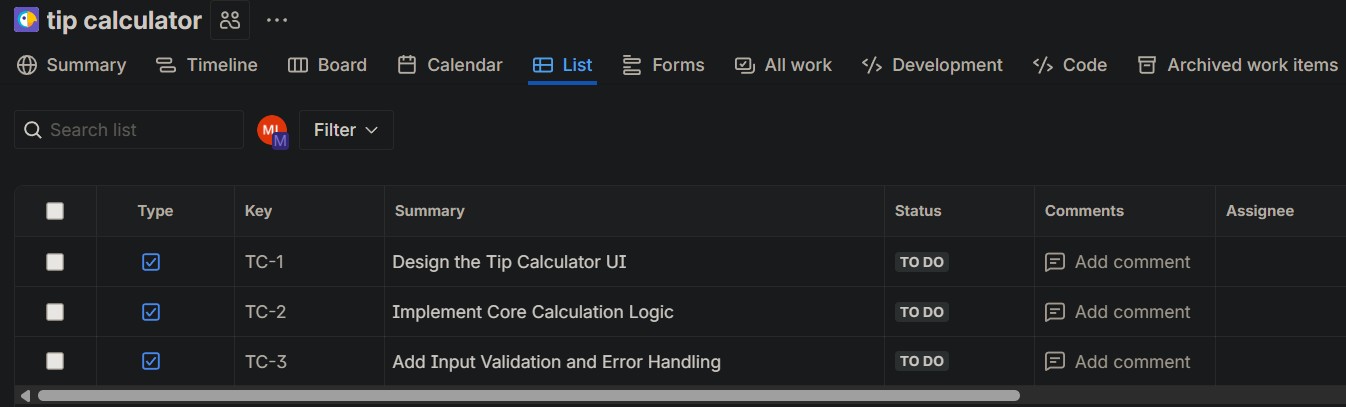 tip calculator
Summary Timeline Board Calendar List Forms All work Development Code Archived work items
Search list ML M Filter
Type Key Summary Status Comments Assignee
TC-1 Design the Tip Calculator UI TO DO Add comment
TC-2 Implement Core Calculation Logic TO DO Add comment
TC-3 Add Input Validation and Error Handling TO DO Add comment